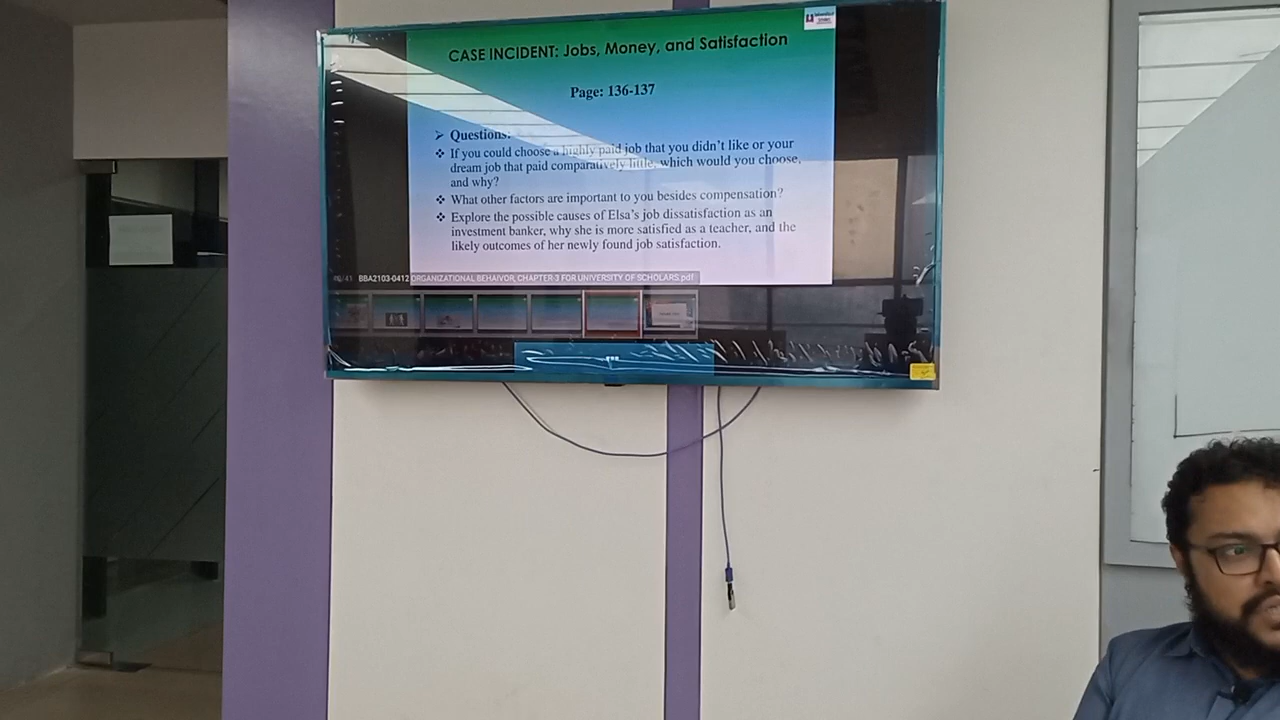 CASE INCIDENT: Jobs, Money, and Satisfaction
Page: 136-137
➢ Questions:
❖ If you could choose a highly paid job that you didn't like or your
dream job that paid comparatively little, which would you choose,
and why?
❖ What other factors are important to you besides compensation?
❖ Explore the possible causes of Elsa's job dissatisfaction as an
investment banker, why she is more satisfied as a teacher, and the
likely outcomes of her newly found job satisfaction.
BBA2103-0412 ORGANIZATIONAL BEHAIVOR, CHAPTER-3 FOR UNIVERSITY OF SCHOLARS.pdf